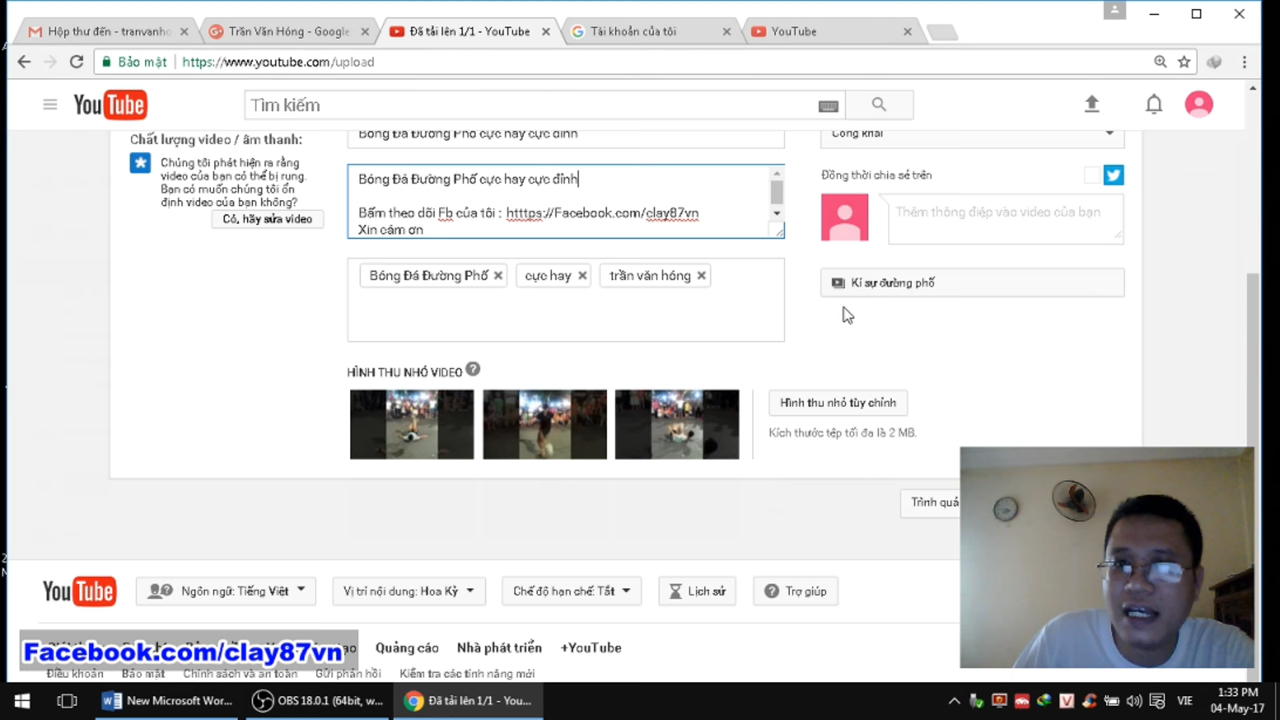 Hộp thư đến - tranvanho
Trần Văn Hóng - Google
Đã tải lên 1/1 - YouTube
Tài khoản của tôi
YouTube
Bảo mật
https://www.youtube.com/upload
YouTube
Tìm kiếm
Chất lượng video / âm thanh:
Bóng Đá Đường Phố cực hay cực đỉnh
Công khai
Chúng tôi phát hiện ra rằng
video của bạn có thể bị rung.
Bạn có muốn chúng tôi ổn
định video của bạn không?
Có, hãy sửa video
Bóng Đá Đường Phố cực hay cực đỉnh
Bấm theo dõi Fb của tôi : htttps://Facebook.com/clay87vn
Xin cảm ơn
Đồng thời chia sẻ trên
Thêm thông điệp vào video của bạn
Bóng Đá Đường Phố
cực hay
trần văn hóng
Kí sự đường phố
HÌNH THU NHỎ VIDEO
Hình thu nhỏ tùy chỉnh
Kích thước tệp tối đa là 2 MB.
Trình quả
YouTube
Ngôn ngữ: Tiếng Việt
Vị trí nội dung: Hoa Kỳ
Chế độ hạn chế: Tắt
Lịch sử
Trợ giúp
Facebook.com/clay87vn
Quảng cáo
Nhà phát triển
+YouTube
Điều khoản
Bảo mật
Chính sách và an toàn
Gửi phản hồi
Kiểm tra các tính năng mới
New Microsoft Wor...
OBS 18.0.1 (64bit, w...
Đã tải lên 1/1 - You...
VIE
1:33 PM
04-May-17